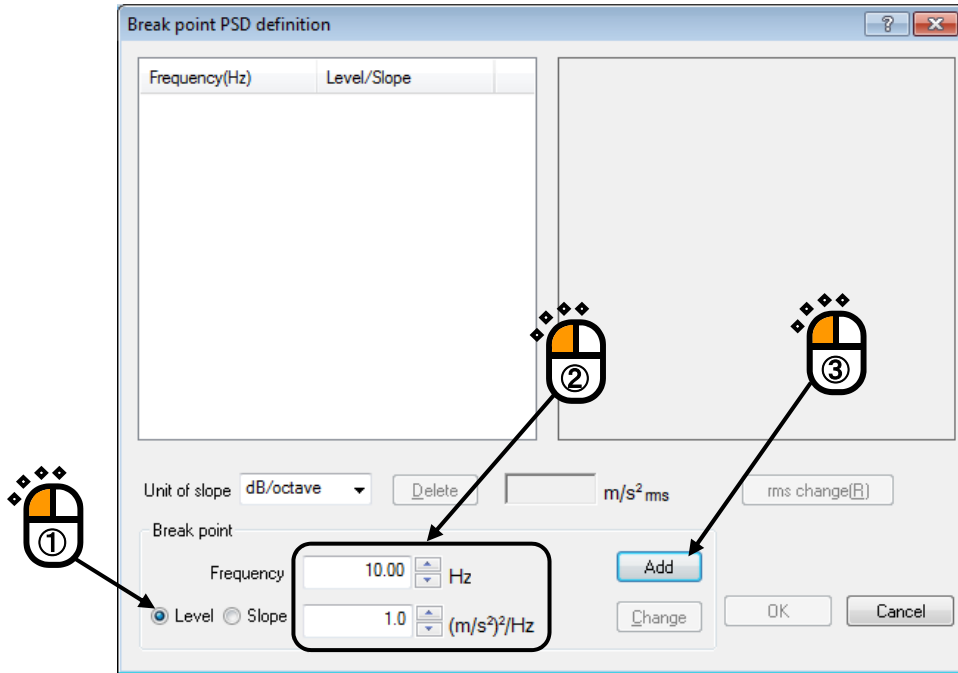 Break point PSD definition
?
Frequency(Hz) Level/Slope
②
③
①
Unit of slope dB/octave Delete m/s² rms rms change(R)
Break point
Frequency 10.00 Hz Add
Level Slope 1.0 (m/s²)²/Hz Change OK Cancel